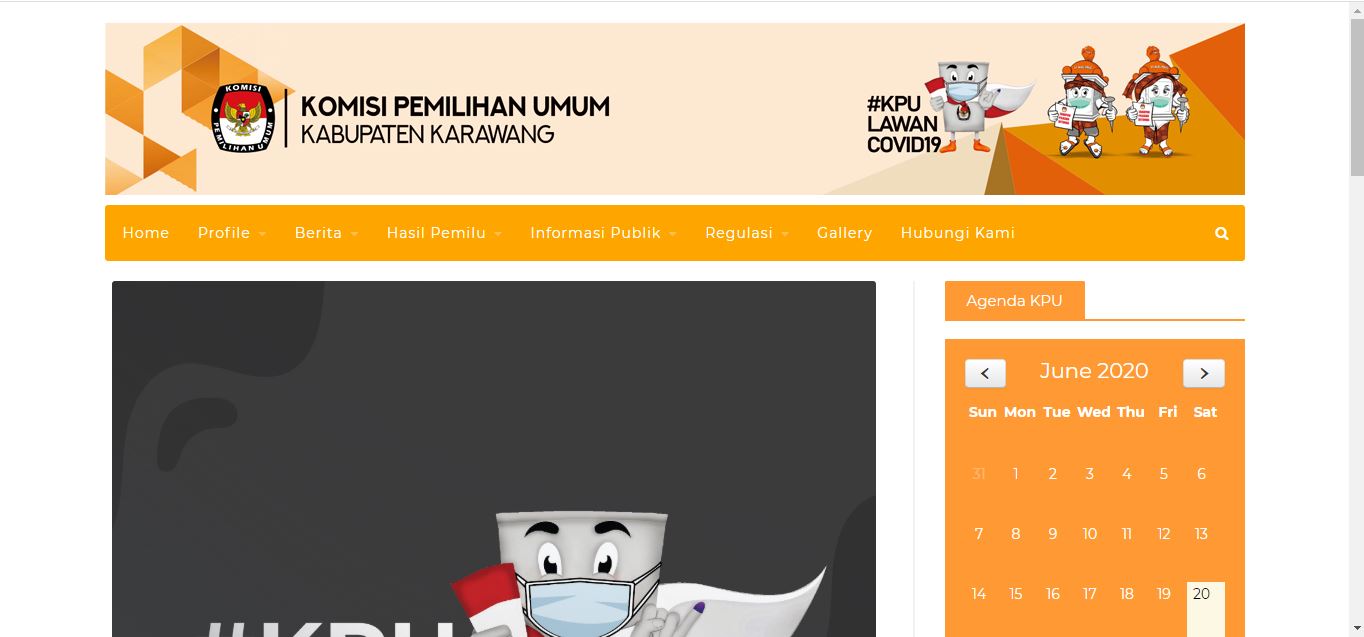 KOMISI
PEMILIHAN UMUM
KOMISI PEMILIHAN UMUM
KABUPATEN KARAWANG
#KPU
LAWAN
COVID19
Home Profile Berita Hasil Pemilu Informasi Publik Regulasi Gallery Hubungi Kami
Agenda KPU
June 2020
Sun Mon Tue Wed Thu Fri Sat
31 1 2 3 4 5 6
7 8 9 10 11 12 13
14 15 16 17 18 19 20
#KPU